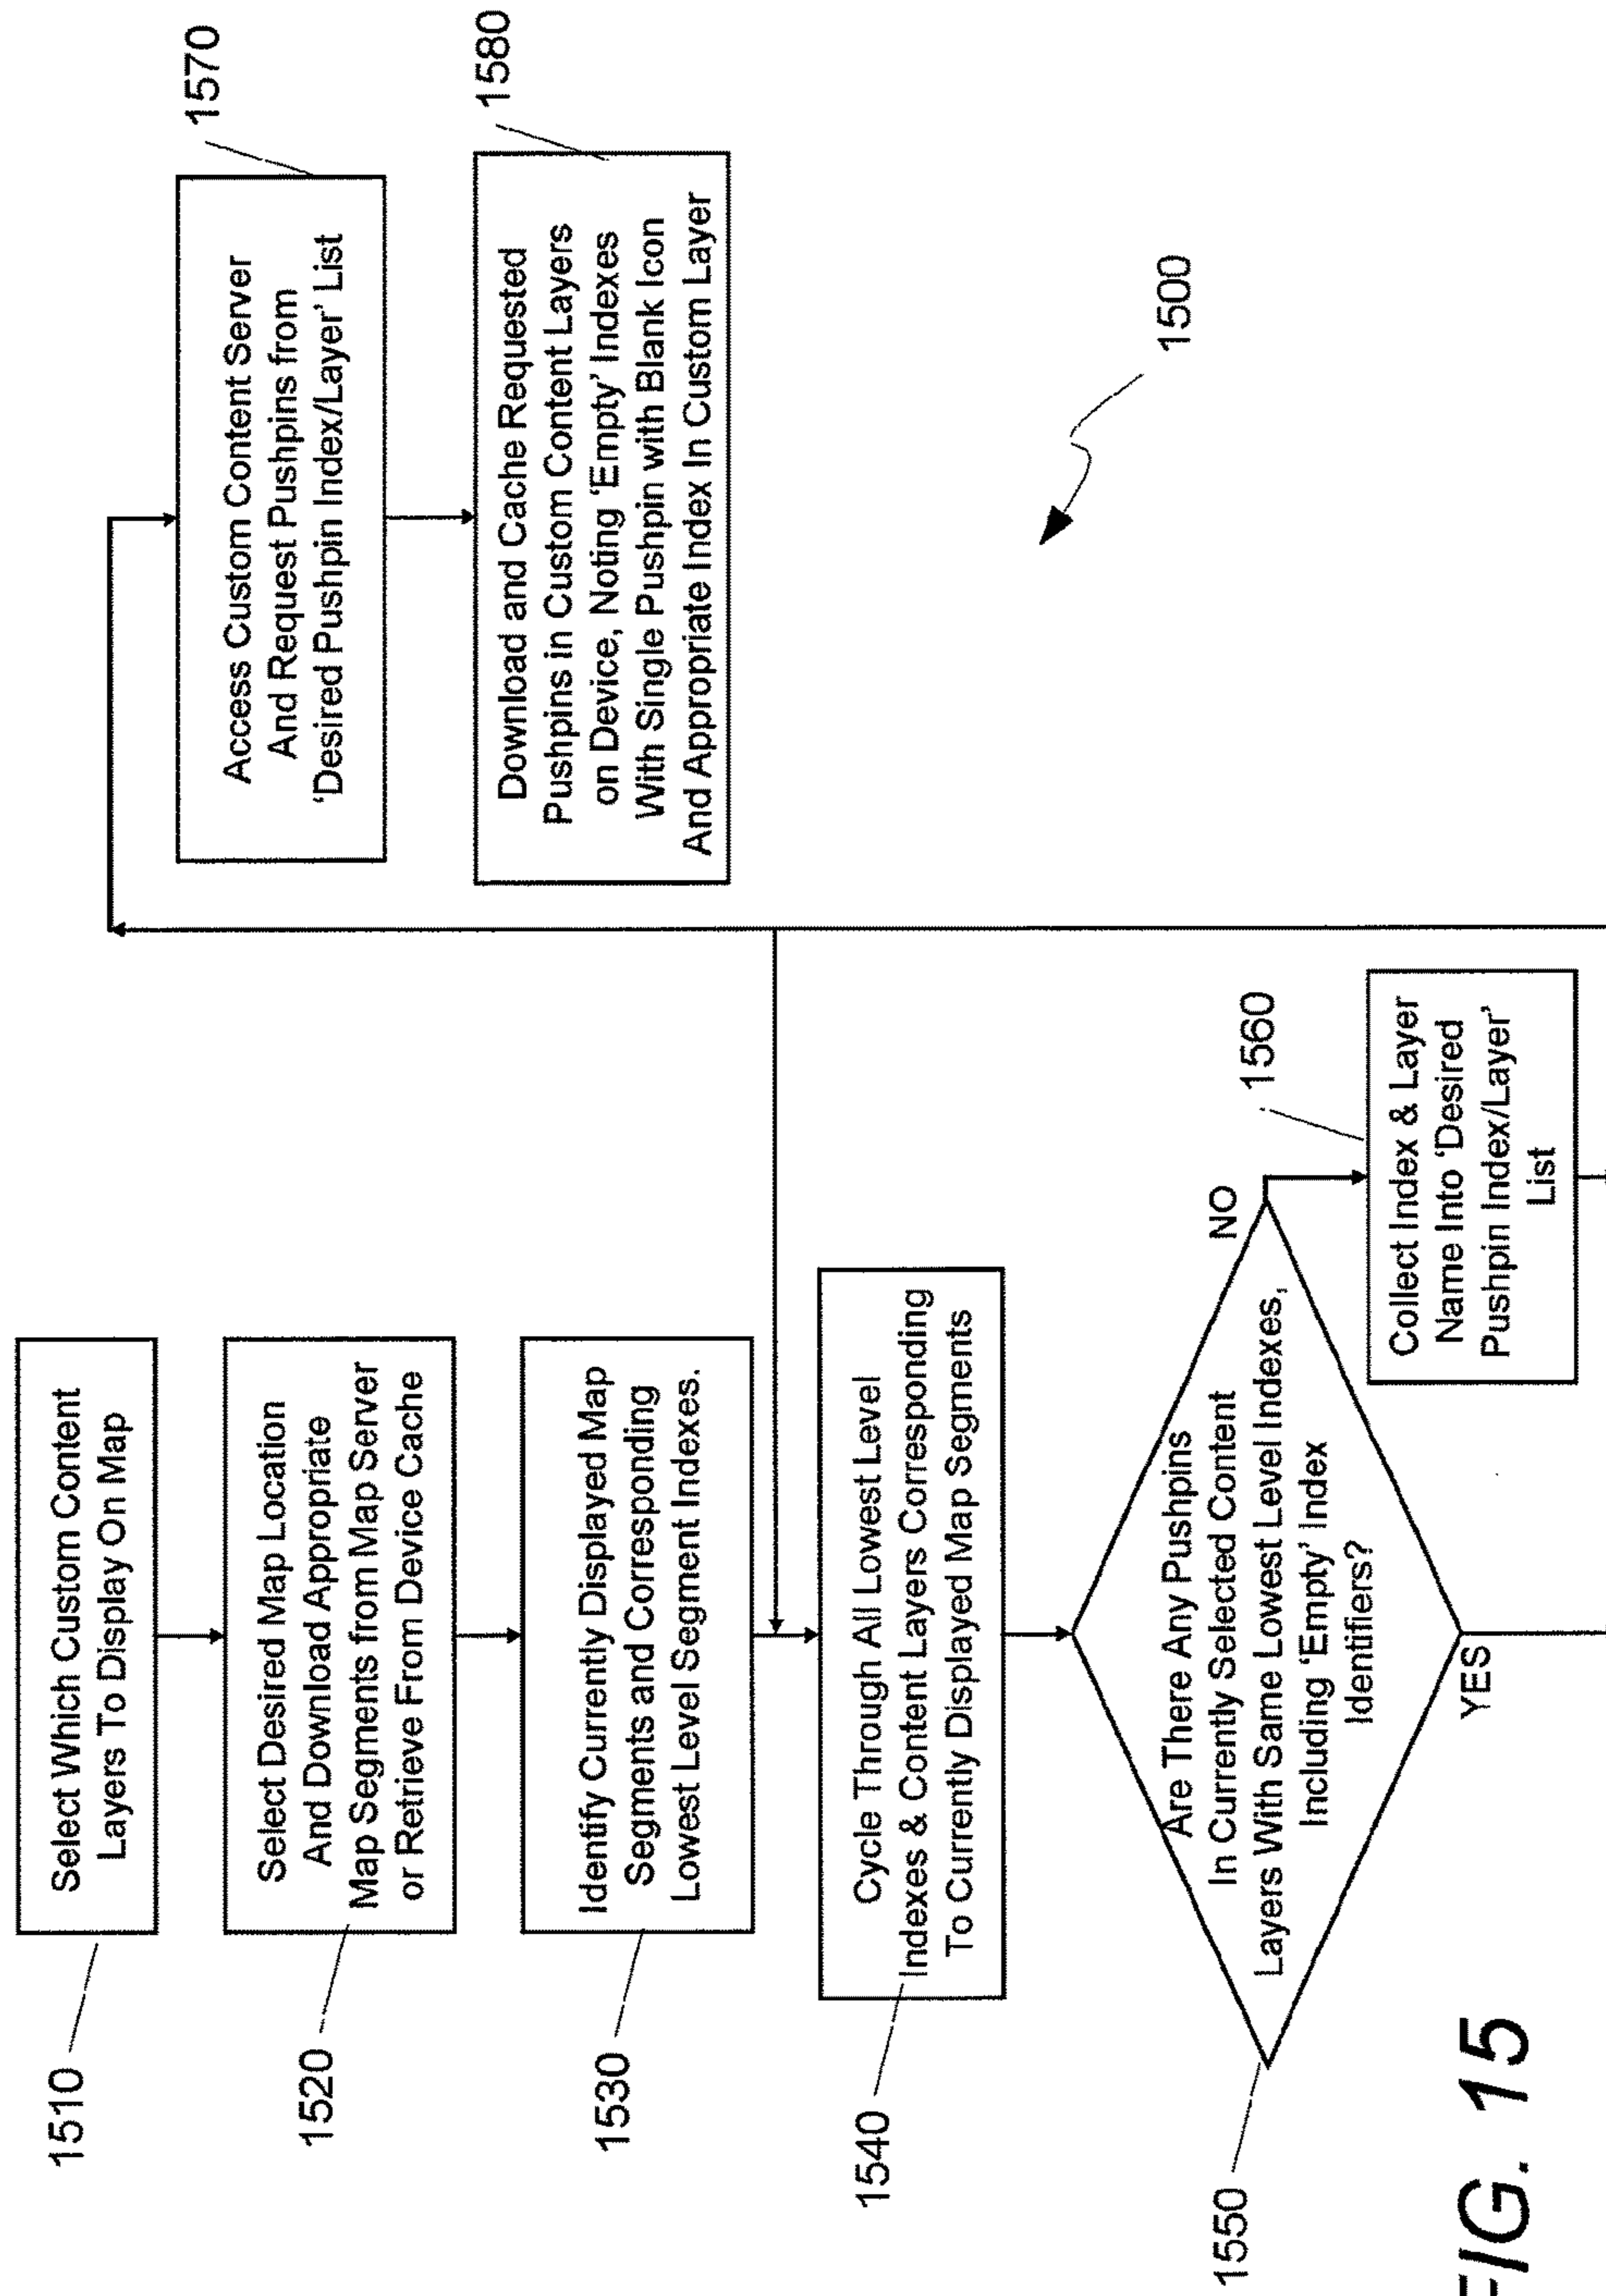 1510
Select Which Custom Content
Layers To Display On Map
1520
Select Desired Map Location
And Download Appropriate
Map Segments from Map Server
or Retrieve From Device Cache
1530
Identify Currently Displayed Map
Segments and Corresponding
Lowest Level Segment Indexes.
1540
Cycle Through All Lowest Level
Indexes & Content Layers Corresponding
To Currently Displayed Map Segments
1550
Are There Any Pushpins
In Currently Selected Content
Layers With Same Lowest Level Indexes,
Including ‘Empty’ Index
Identifiers?
YES
NO
1560
Collect Index & Layer
Name Into ‘Desired
Pushpin Index/Layer’
List
1570
Access Custom Content Server
And Request Pushpins from
‘Desired Pushpin Index/Layer’ List
1580
Download and Cache Requested
Pushpins in Custom Content Layers
on Device, Noting ‘Empty’ Indexes
With Single Pushpin with Blank Icon
And Appropriate Index In Custom Layer
1500
FIG. 15